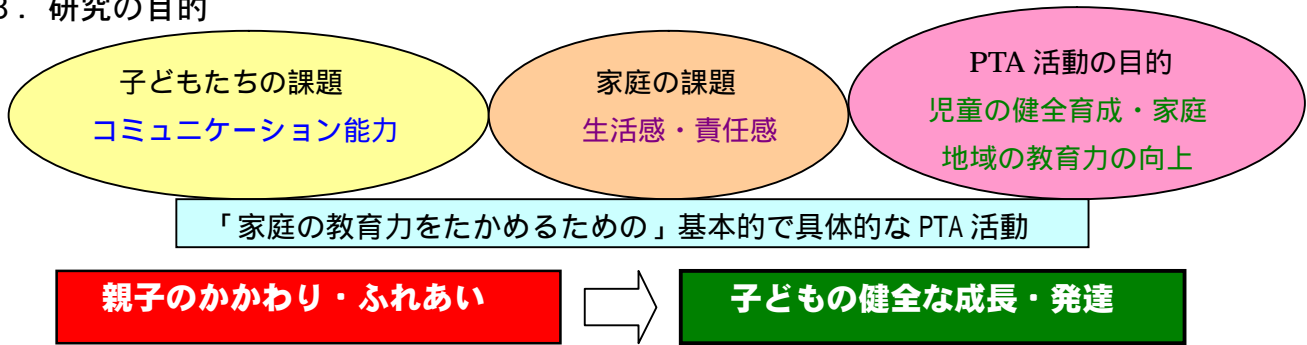 3．研究の目的
子どもたちの課題
コミュニケーション能力
家庭の課題
生活感・責任感
PTA 活動の目的
児童の健全育成・家庭
地域の教育力の向上
「家庭の教育力をたかめるための」基本的で具体的な PTA 活動
親子のかかわり・ふれあい
子どもの健全な成長・発達